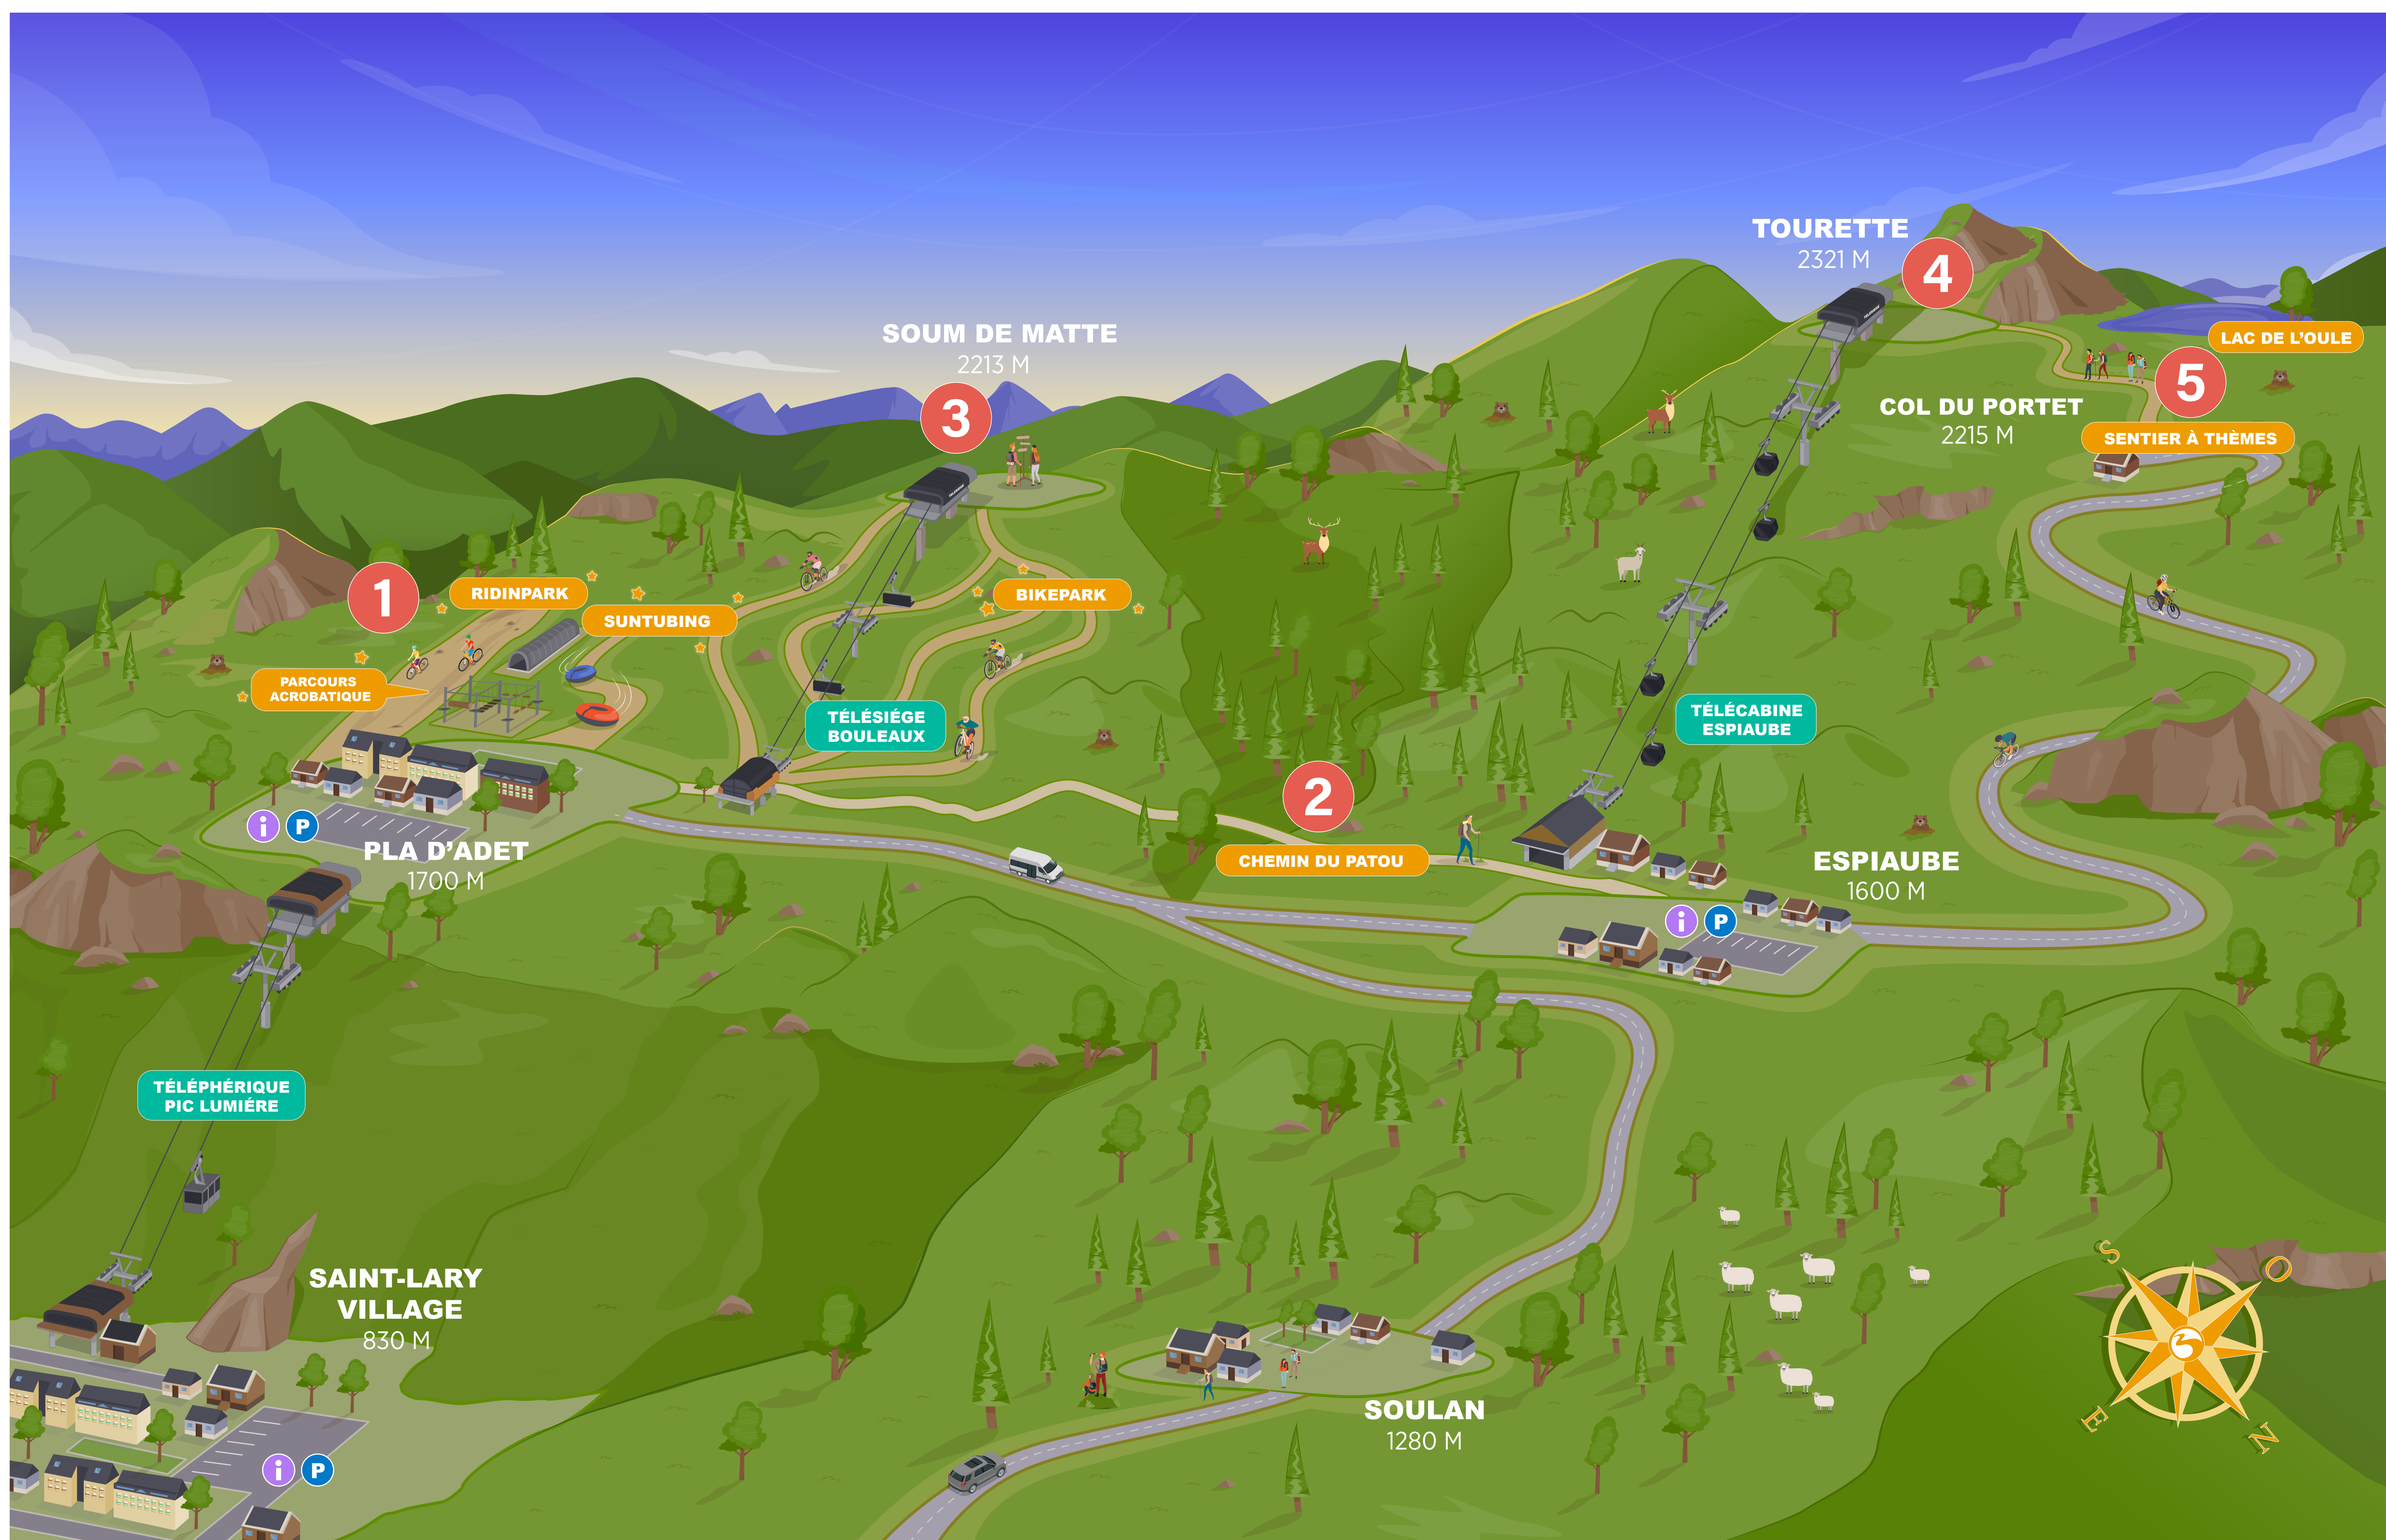 TOURETTE
2321 M
4
SOUM DE MATTE
2213 M
3
LAC DE L'OULE
5
COL DU PORTET
2215 M
SENTIER À THÈMES
1
RIDINPARK
SUNTUBING
BIKEPARK
PARCOURS
ACROBATIQUE
TÉLÉSIÉGE
BOULEAUX
TÉLÉCABINE
ESPIAUBE
2
CHEMIN DU PATOU
i P
PLA D'ADET
1700 M
ESPIAUBE
1600 M
i P
TÉLÉPHÉRIQUE
PIC LUMIÉRE
SAINT-LARY
VILLAGE
830 M
i P
SOULAN
1280 M
S O
E N